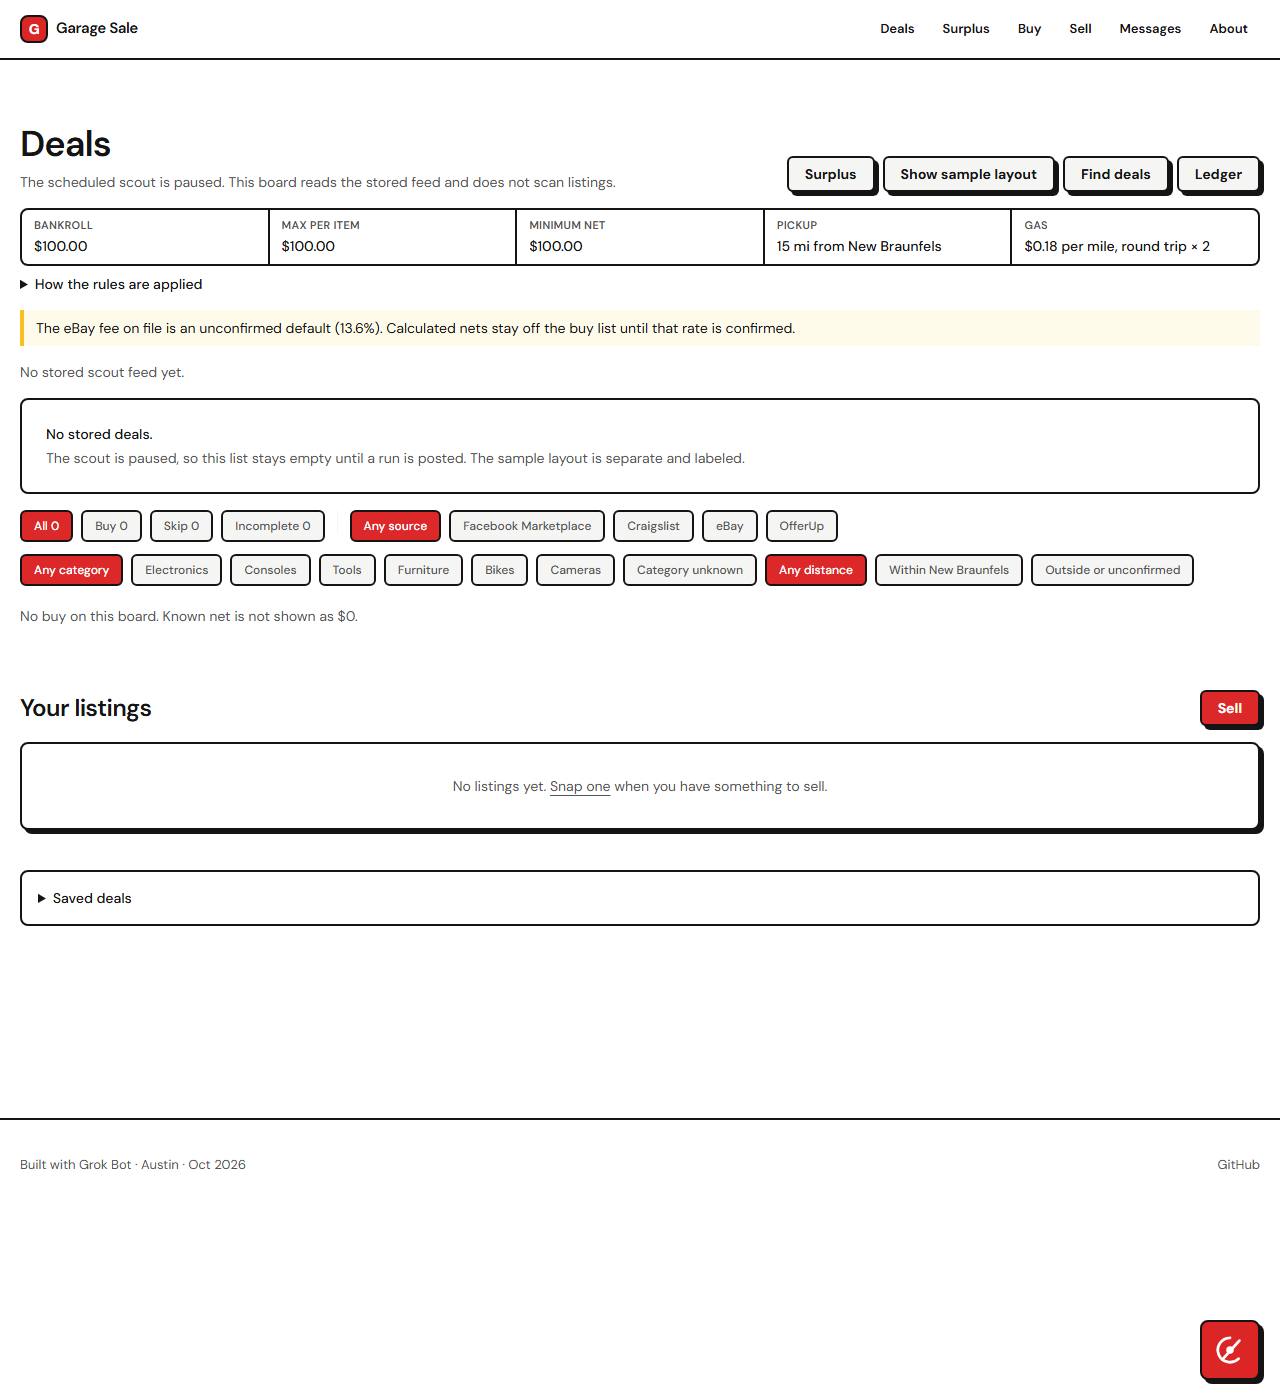 G Garage Sale
Deals Surplus Buy Sell Messages About
Deals
The scheduled scout is paused. This board reads the stored feed and does not scan listings.
Surplus Show sample layout Find deals Ledger
BANKROLL MAX PER ITEM MINIMUM NET PICKUP GAS
$100.00 $100.00 $100.00 15 mi from New Braunfels $0.18 per mile, round trip × 2
How the rules are applied
The eBay fee on file is an unconfirmed default (13.6%). Calculated nets stay off the buy list until that rate is confirmed.
No stored scout feed yet.
No stored deals.
The scout is paused, so this list stays empty until a run is posted. The sample layout is separate and labeled.
All 0 Buy 0 Skip 0 Incomplete 0 Any source Facebook Marketplace Craigslist eBay OfferUp
Any category Electronics Consoles Tools Furniture Bikes Cameras Category unknown Any distance Within New Braunfels Outside or unconfirmed
No buy on this board. Known net is not shown as $0.
Your listings Sell
No listings yet. Snap one when you have something to sell.
Saved deals
Built with Grok Bot · Austin · Oct 2026 GitHub